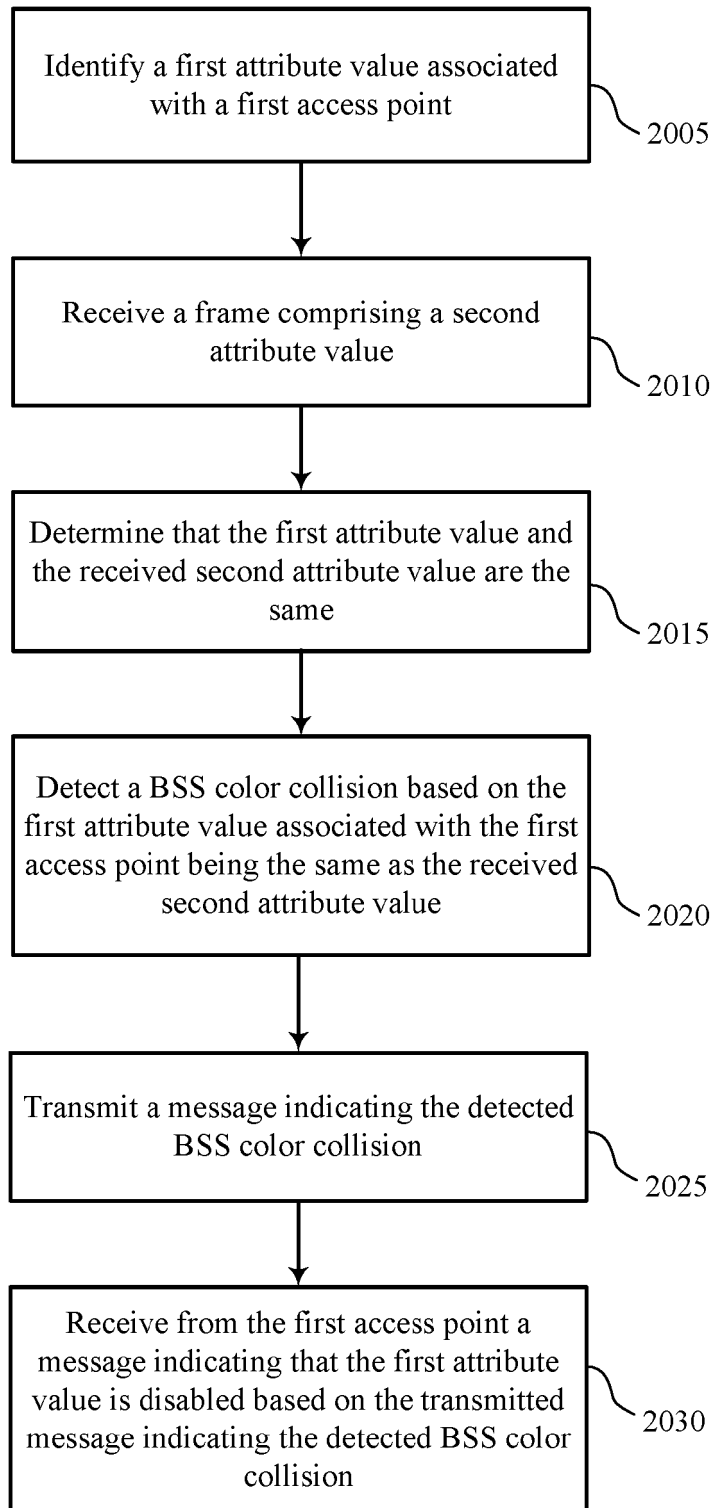 Identify a first attribute value associated
with a first access point
2005
Receive a frame comprising a second
attribute value
2010
Determine that the first attribute value and
the received second attribute value are the
same
2015
Detect a BSS color collision based on the
first attribute value associated with the first
access point being the same as the received
second attribute value
2020
Transmit a message indicating the detected
BSS color collision
2025
Receive from the first access point a
message indicating that the first attribute
value is disabled based on the transmitted
message indicating the detected BSS color
collision
2030